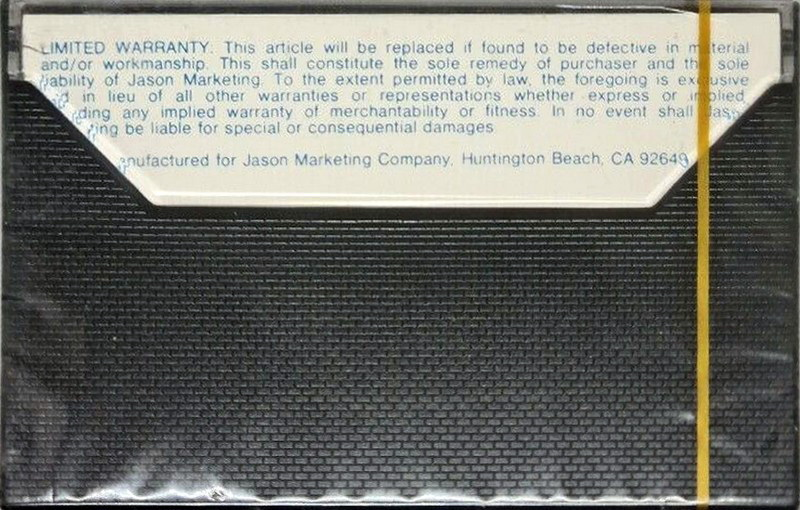 LIMITED WARRANTY. This article will be replaced if found to be defective in material
and/or workmanship. This shall constitute the sole remedy of purchaser and the sole
liability of Jason Marketing. To the extent permitted by law, the foregoing is exclusive
in lieu of all other warranties or representations whether express or implied,
ding any implied warranty of merchantability or fitness. In no event shall Jason
ting be liable for special or consequential damages
anufactured for Jason Marketing Company, Huntington Beach, CA 92649